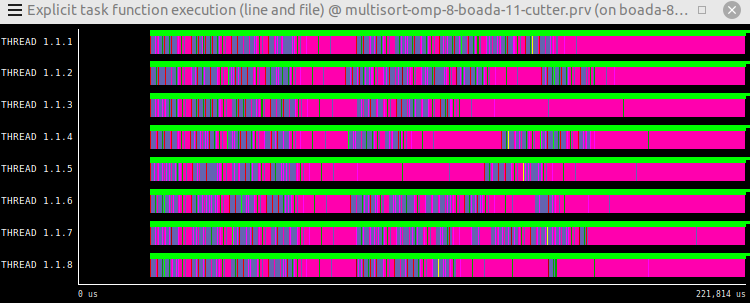 Explicit task function execution (line and file) @ multisort-omp-8-boada-11-cutter.prv (on boada-8...
THREAD 1.1.1
THREAD 1.1.2
THREAD 1.1.3
THREAD 1.1.4
THREAD 1.1.5
THREAD 1.1.6
THREAD 1.1.7
THREAD 1.1.8
0 us 221,814 us